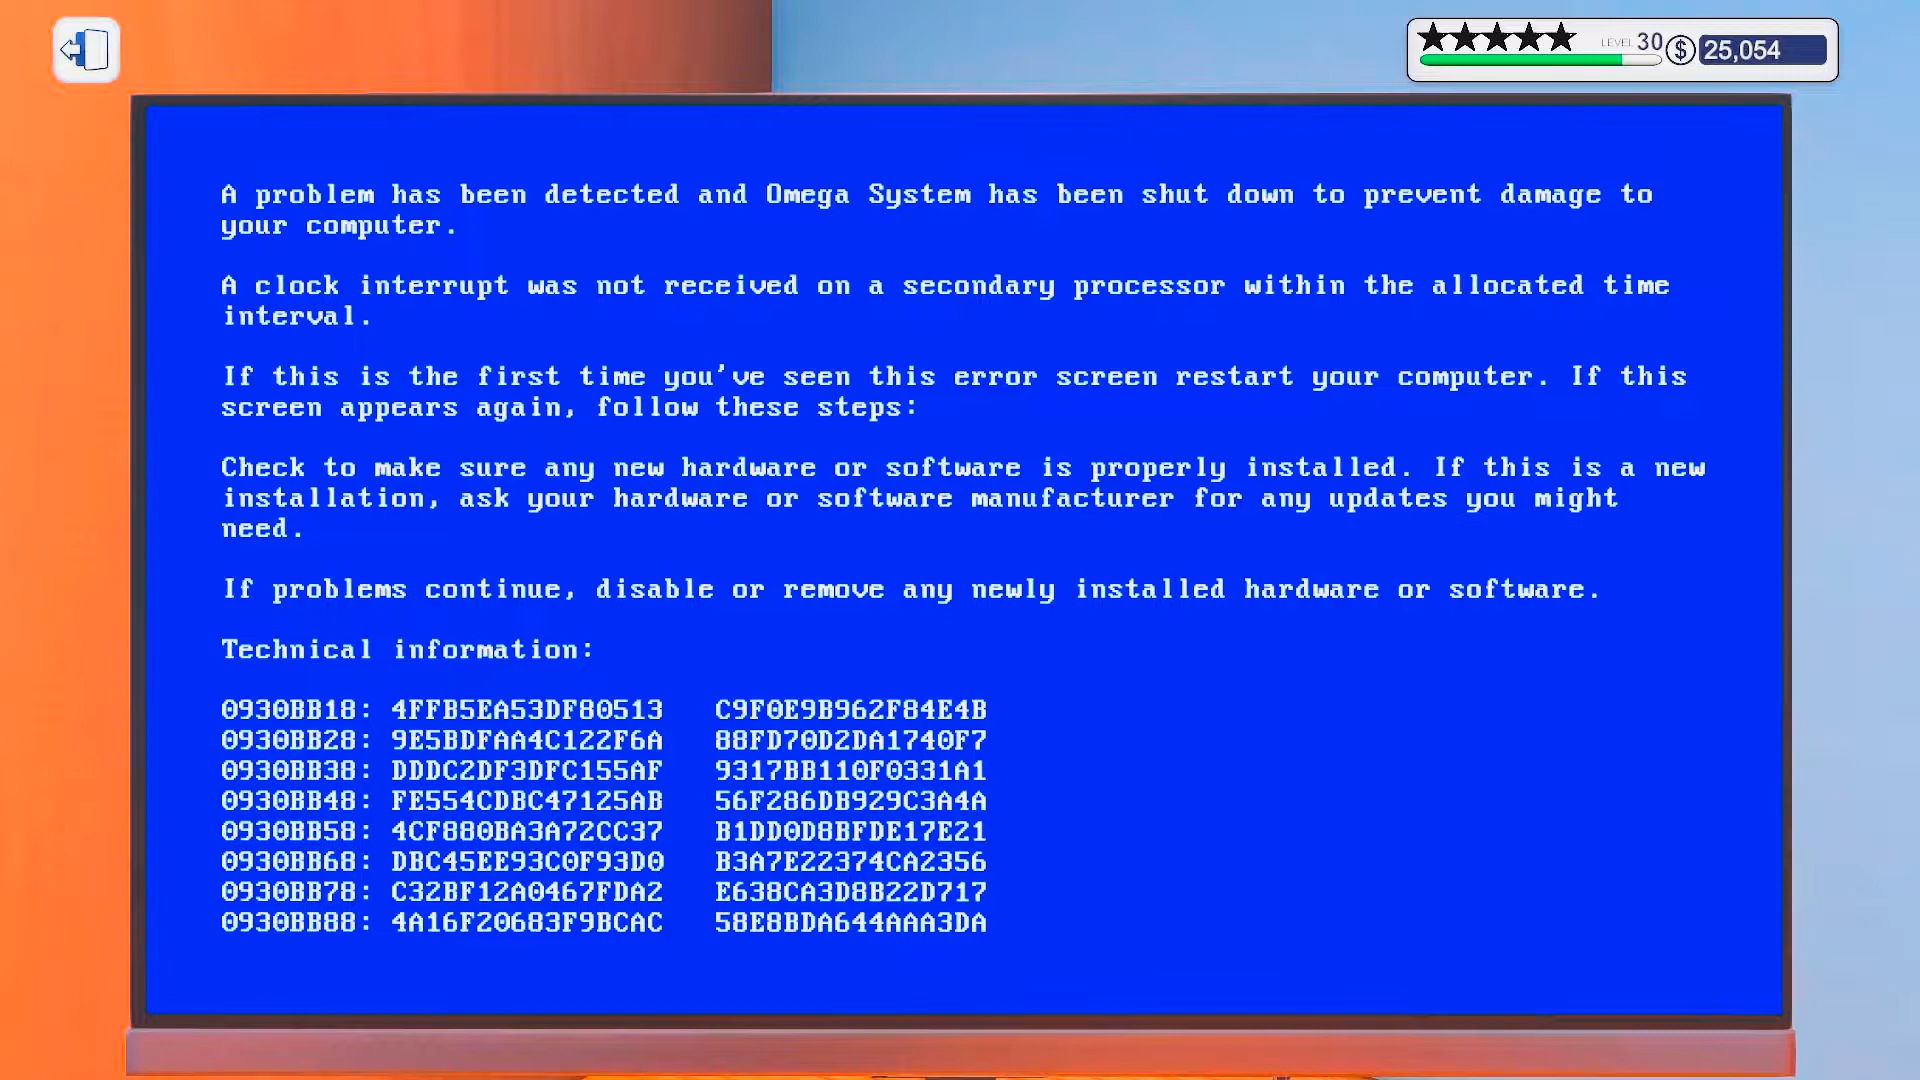 LEVEL 30 $ 25,054
A problem has been detected and Omega System has been shut down to prevent damage to
your computer.
A clock interrupt was not received on a secondary processor within the allocated time
interval.
If this is the first time you've seen this error screen restart your computer. If this
screen appears again, follow these steps:
Check to make sure any new hardware or software is properly installed. If this is a new
installation, ask your hardware or software manufacturer for any updates you might
need.
If problems continue, disable or remove any newly installed hardware or software.
Technical information:
0930BB18: 4FFB5EA53DF80513 C9F0E9B962F84E4B
0930BB28: 9E5BDFAA4C122F6A 88FD70D2DA1740F7
0930BB38: DDDC2DF3DFC155AF 9317BB110F0331A1
0930BB48: FE554CDBC47125AB 56F286DB929C3A4A
0930BB58: 4CF880BA3A72CC37 B1DD0D8BFDE17E21
0930BB68: DBC45EE93C0F93D0 B3A7E22374CA2356
0930BB78: C32BF12A0467FDA2 E638CA3D8B22D717
0930BB88: 4A16F20683F9BCAC 58E8BDA644AAA3DA